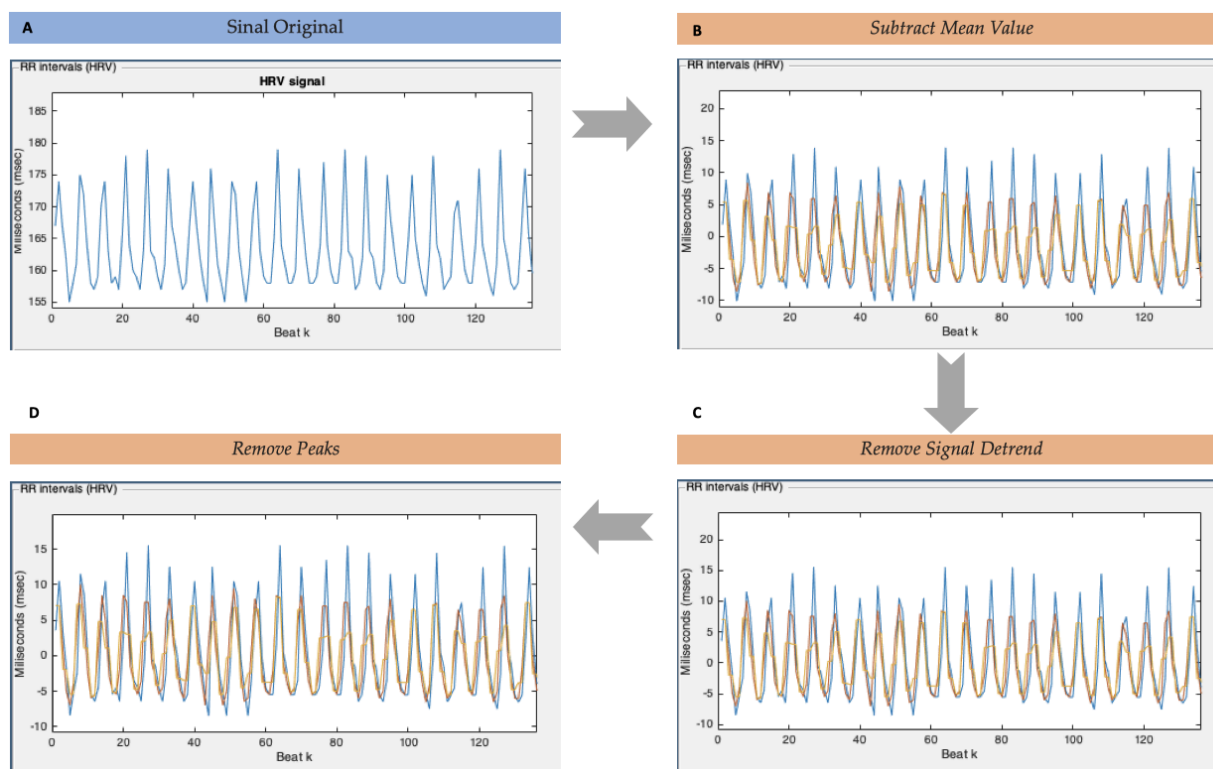 A
Sinal Original
RR intervals (HRV)
HRV signal
185
180
175
170
165
160
155
Miliseconds (msec)
0 20 40 60 80 100 120
Beat k
B
Subtract Mean Value
RR intervals (HRV)
20
15
10
5
0
-5
-10
Miliseconds (msec)
0 20 40 60 80 100 120
Beat k
D
Remove Peaks
RR intervals (HRV)
15
10
5
0
-5
-10
Miliseconds (msec)
0 20 40 60 80 100 120
Beat k
C
Remove Signal Detrend
RR intervals (HRV)
20
15
10
5
0
-5
-10
Miliseconds (msec)
0 20 40 60 80 100 120
Beat k